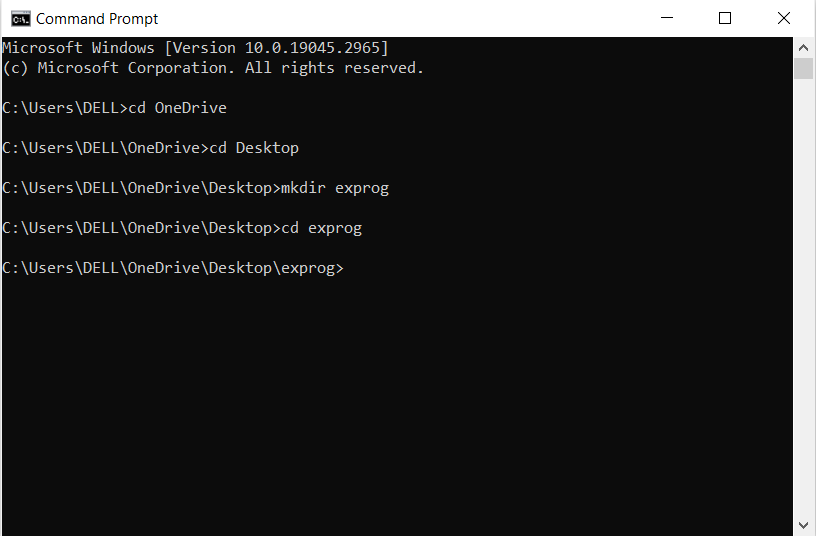 Command Prompt
Microsoft Windows [Version 10.0.19045.2965]
(c) Microsoft Corporation. All rights reserved.
C:\Users\DELL>cd OneDrive
C:\Users\DELL\OneDrive>cd Desktop
C:\Users\DELL\OneDrive\Desktop>mkdir exprog
C:\Users\DELL\OneDrive\Desktop>cd exprog
C:\Users\DELL\OneDrive\Desktop\exprog>